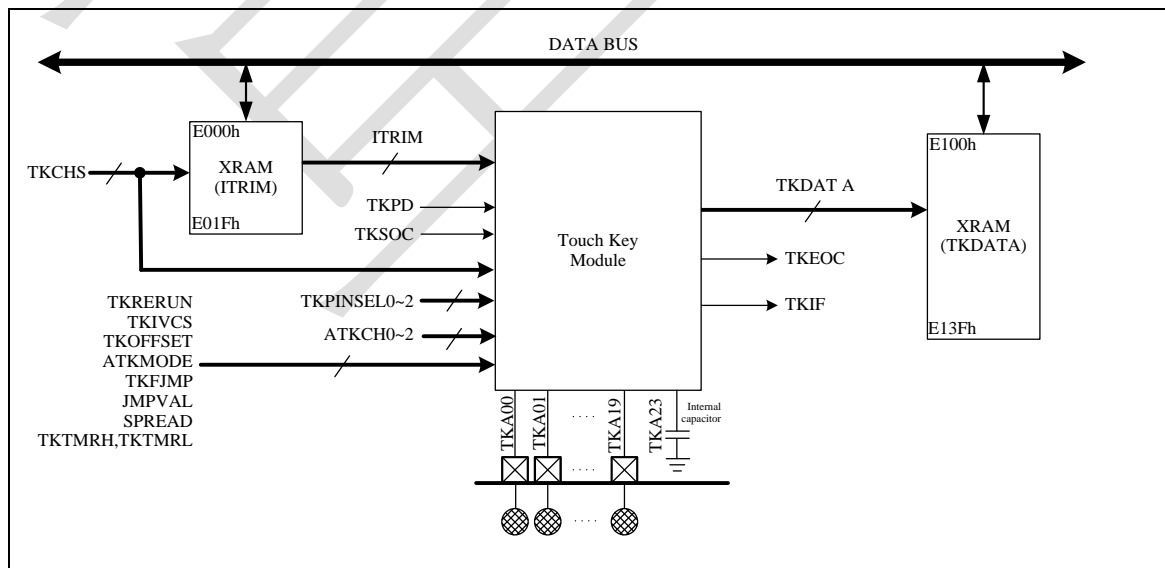 DATA BUS
E000h
XRAM
(ITRIM)
E01Fh
TKCHS
ITRIM
TKPD
TKSOC
TKPINSEL0~2
ATKCH0~2
TKRERUN
TKIVCS
TKOFFSET
ATKMODE
TKFJMP
JMPVAL
SPREAD
TKTMRH,TKTMRL
Touch Key
Module
TKDAT A
TKEOC
TKIF
E100h
XRAM
(TKDATA)
E13Fh
TKA00
TKA01
. . . .
TKA19
TKA23
Internal
capacitor
. . . .
. . . .